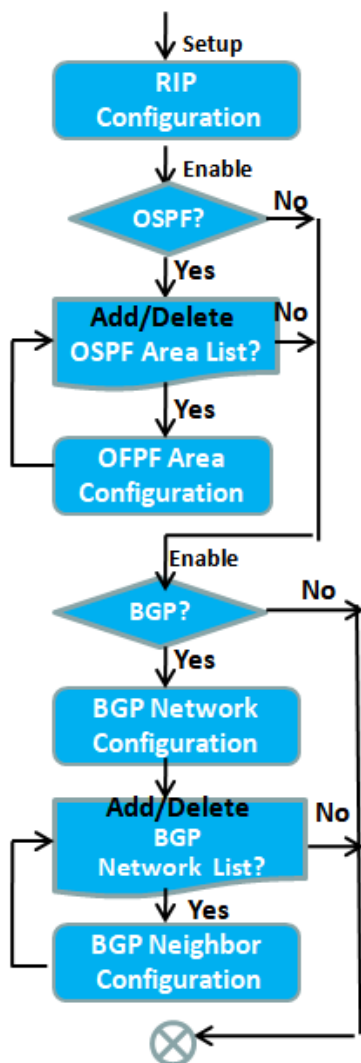 Setup
RIP
Configuration
Enable
OSPF?
No
Yes
Add/Delete
OSPF Area List?
No
Yes
OFPF Area
Configuration
Enable
BGP?
No
Yes
BGP Network
Configuration
Add/Delete
BGP
Network List?
No
Yes
BGP Neighbor
Configuration